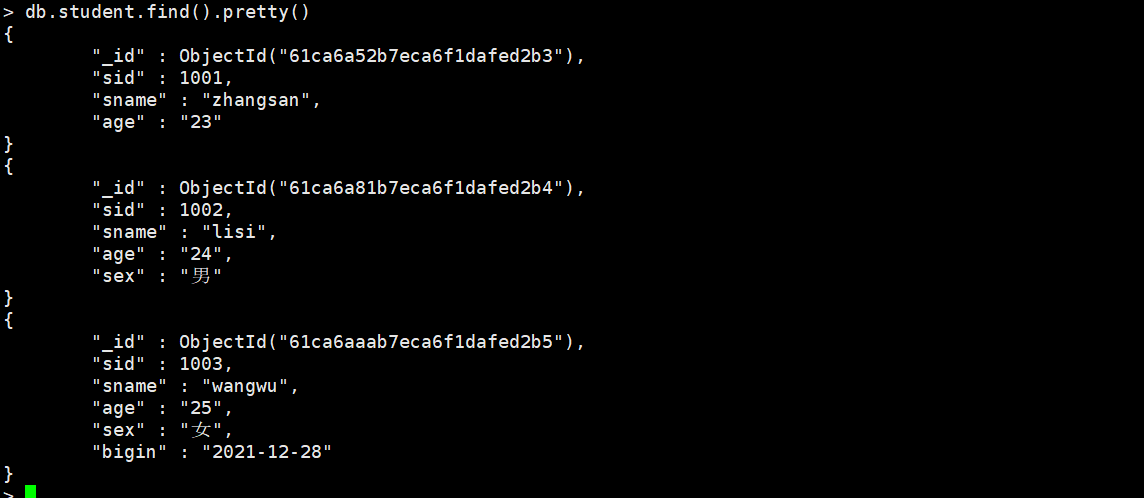 > db.student.find().pretty()
{
"_id" : ObjectId("61ca6a52b7eca6f1dafed2b3"),
"sid" : 1001,
"sname" : "zhangsan",
"age" : "23"
}
{
"_id" : ObjectId("61ca6a81b7eca6f1dafed2b4"),
"sid" : 1002,
"sname" : "lisi",
"age" : "24",
"sex" : "男"
}
{
"_id" : ObjectId("61ca6aaab7eca6f1dafed2b5"),
"sid" : 1003,
"sname" : "wangwu",
"age" : "25",
"sex" : "女",
"bigin" : "2021-12-28"
}
>